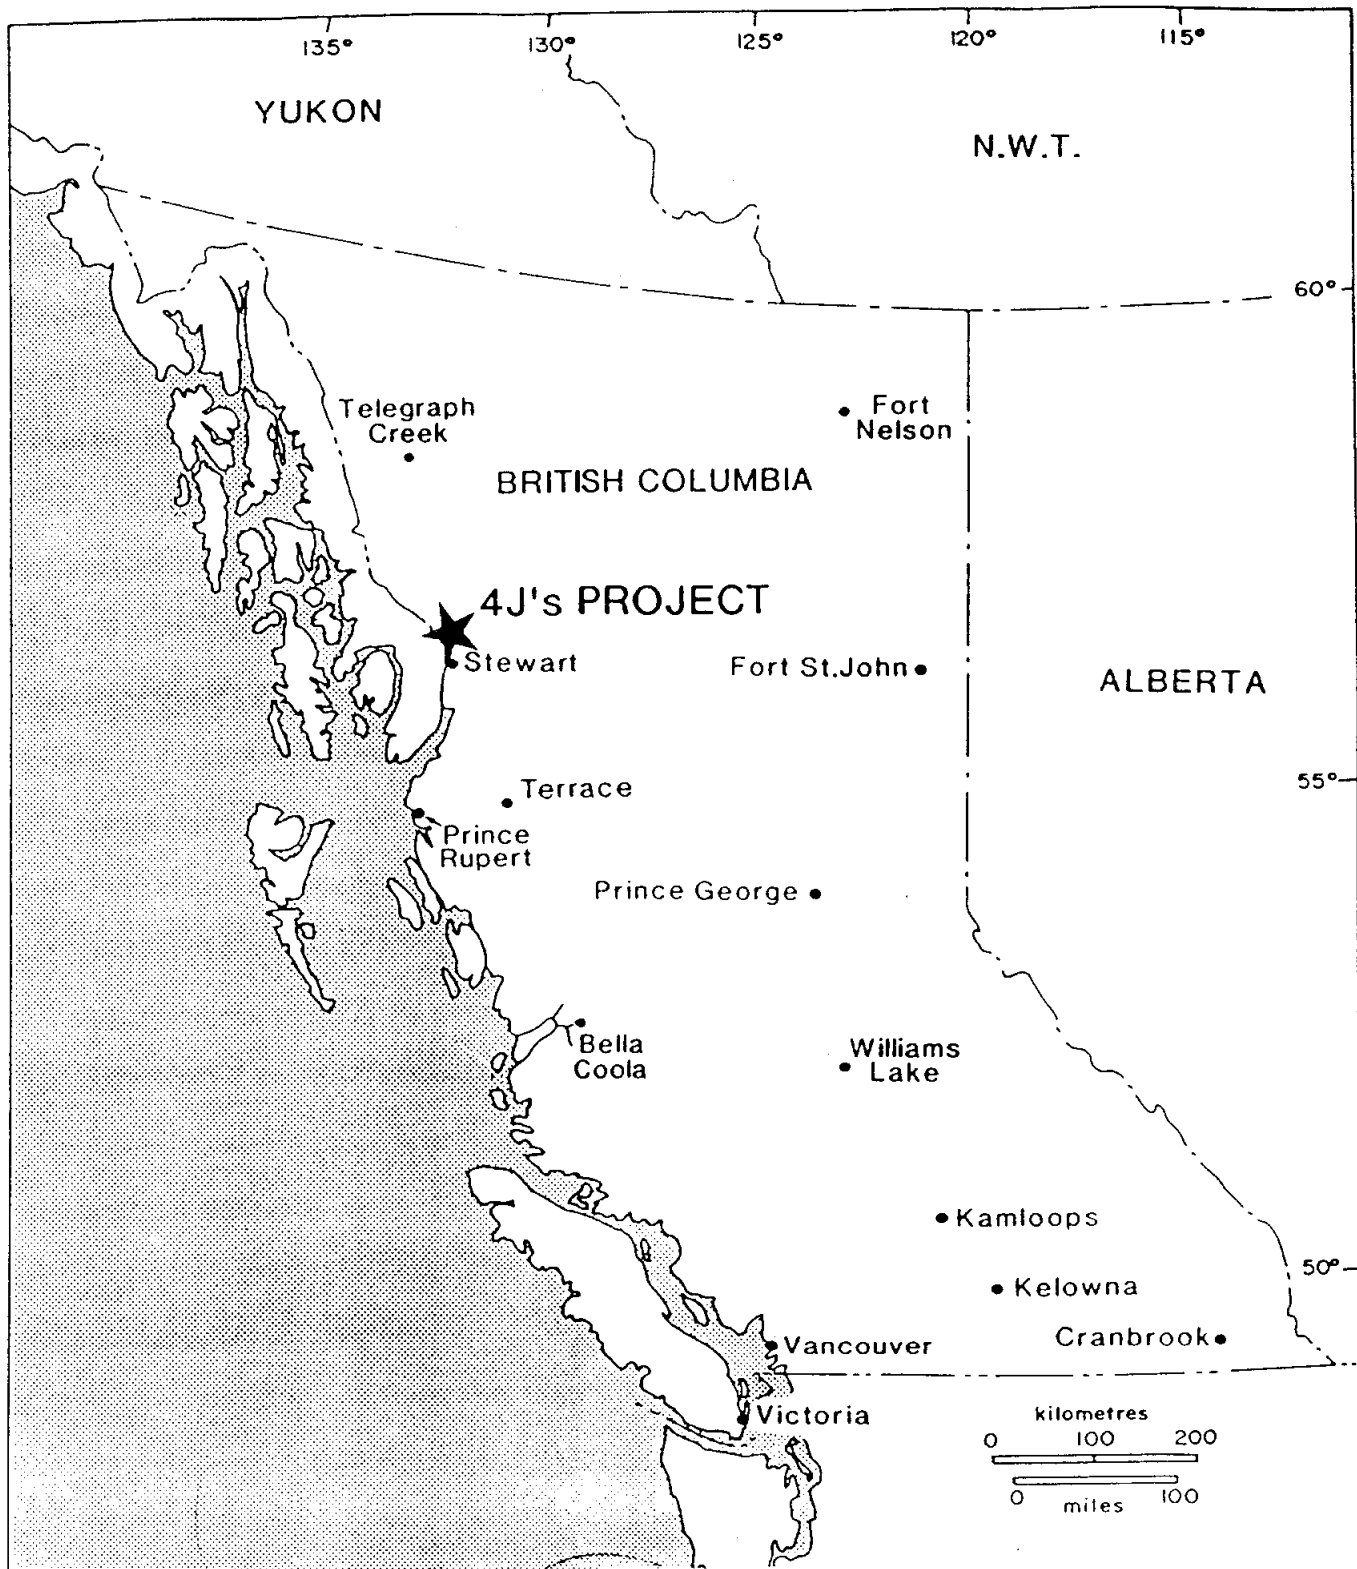 135°
130°
125°
120°
115°
YUKON
N.W.T.
60°
Telegraph
Creek
Fort
Nelson
BRITISH COLUMBIA
4J's PROJECT
Stewart
Fort St. John
ALBERTA
55°
Terrace
Prince
Rupert
Prince George
Bella
Coola
Williams
Lake
Kamloops
50°
Kelowna
Cranbrook
Vancouver
Victoria
kilometres
0 100 200
0 miles 100